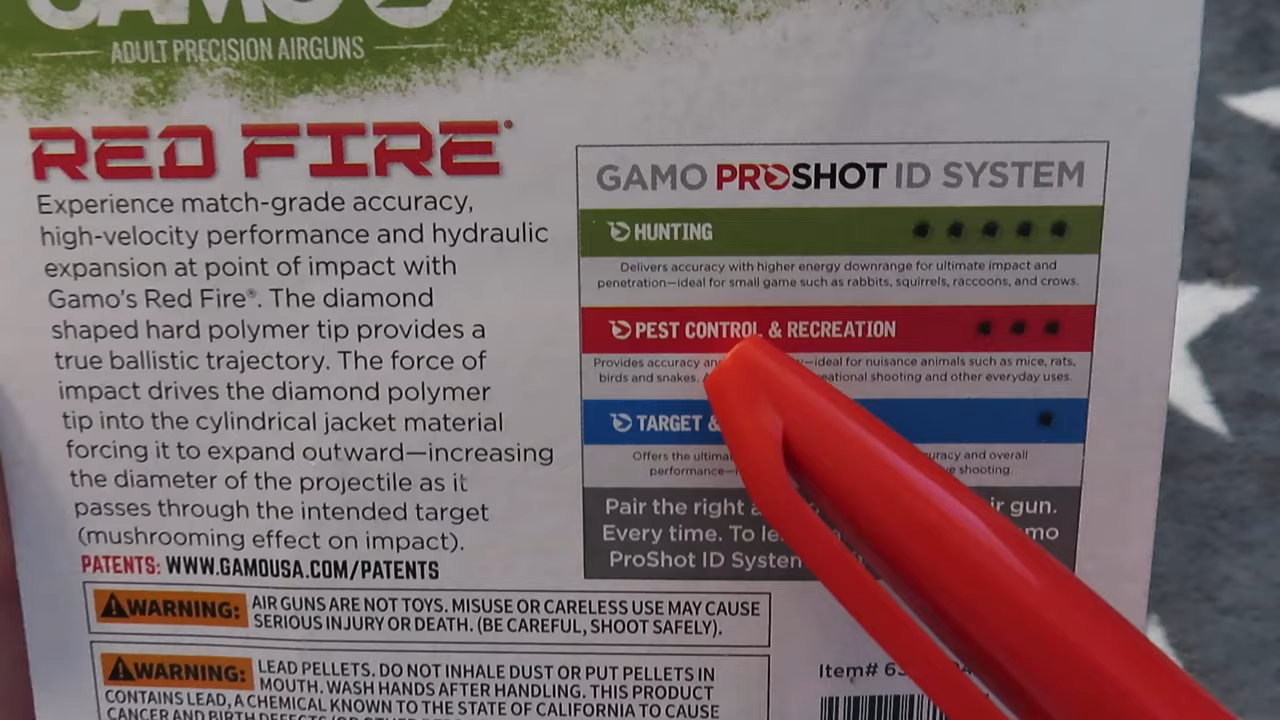 GAMO
ADULT PRECISION AIRGUNS
RED FIRE®
Experience match-grade accuracy,
high-velocity performance and hydraulic
expansion at point of impact with
Gamo's Red Fire®. The diamond
shaped hard polymer tip provides a
true ballistic trajectory. The force of
impact drives the diamond polymer
tip into the cylindrical jacket material
forcing it to expand outward—increasing
the diameter of the projectile as it
passes through the intended target
(mushrooming effect on impact).
PATENTS: WWW.GAMOUSA.COM/PATENTS
WARNING: AIR GUNS ARE NOT TOYS. MISUSE OR CARELESS USE MAY CAUSE
SERIOUS INJURY OR DEATH. (BE CAREFUL, SHOOT SAFELY).
WARNING: LEAD PELLETS. DO NOT INHALE DUST OR PUT PELLETS IN
MOUTH. WASH HANDS AFTER HANDLING. THIS PRODUCT
CONTAINS LEAD, A CHEMICAL KNOWN TO THE STATE OF CALIFORNIA TO CAUSE
CANCER AND BIRTH DEFECTS
GAMO PROSHOT ID SYSTEM
HUNTING
Delivers accuracy with higher energy downrange for ultimate impact and
penetration—ideal for small game such as rabbits, squirrels, raccoons, and crows.
PEST CONTROL & RECREATION
Provides accuracy —ideal for nuisance animals such as mice, rats,
birds and snakes. shooting and other everyday uses.
TARGET &
Offers the and overall
performance— shooting.
Pair the right gun.
Every time. To
ProShot ID
Item#